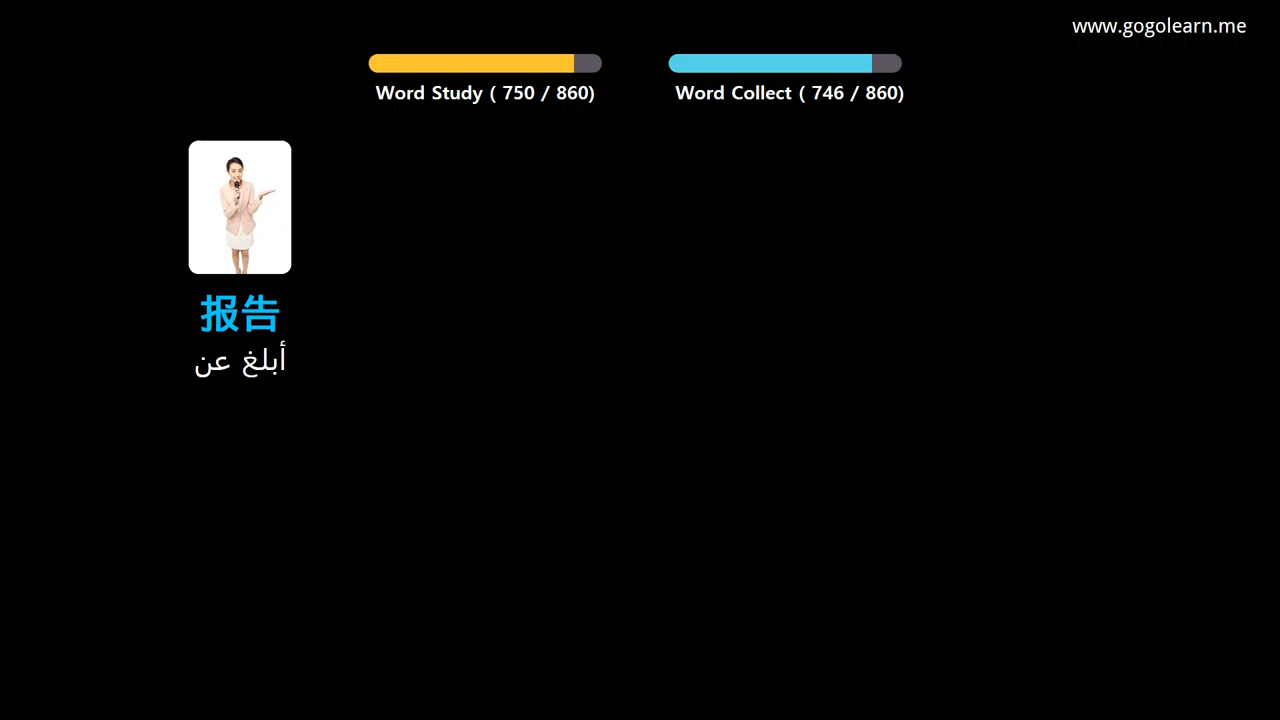 www.gogolearn.me
Word Study ( 750 / 860)
Word Collect ( 746 / 860)
报告
أبلغ عن